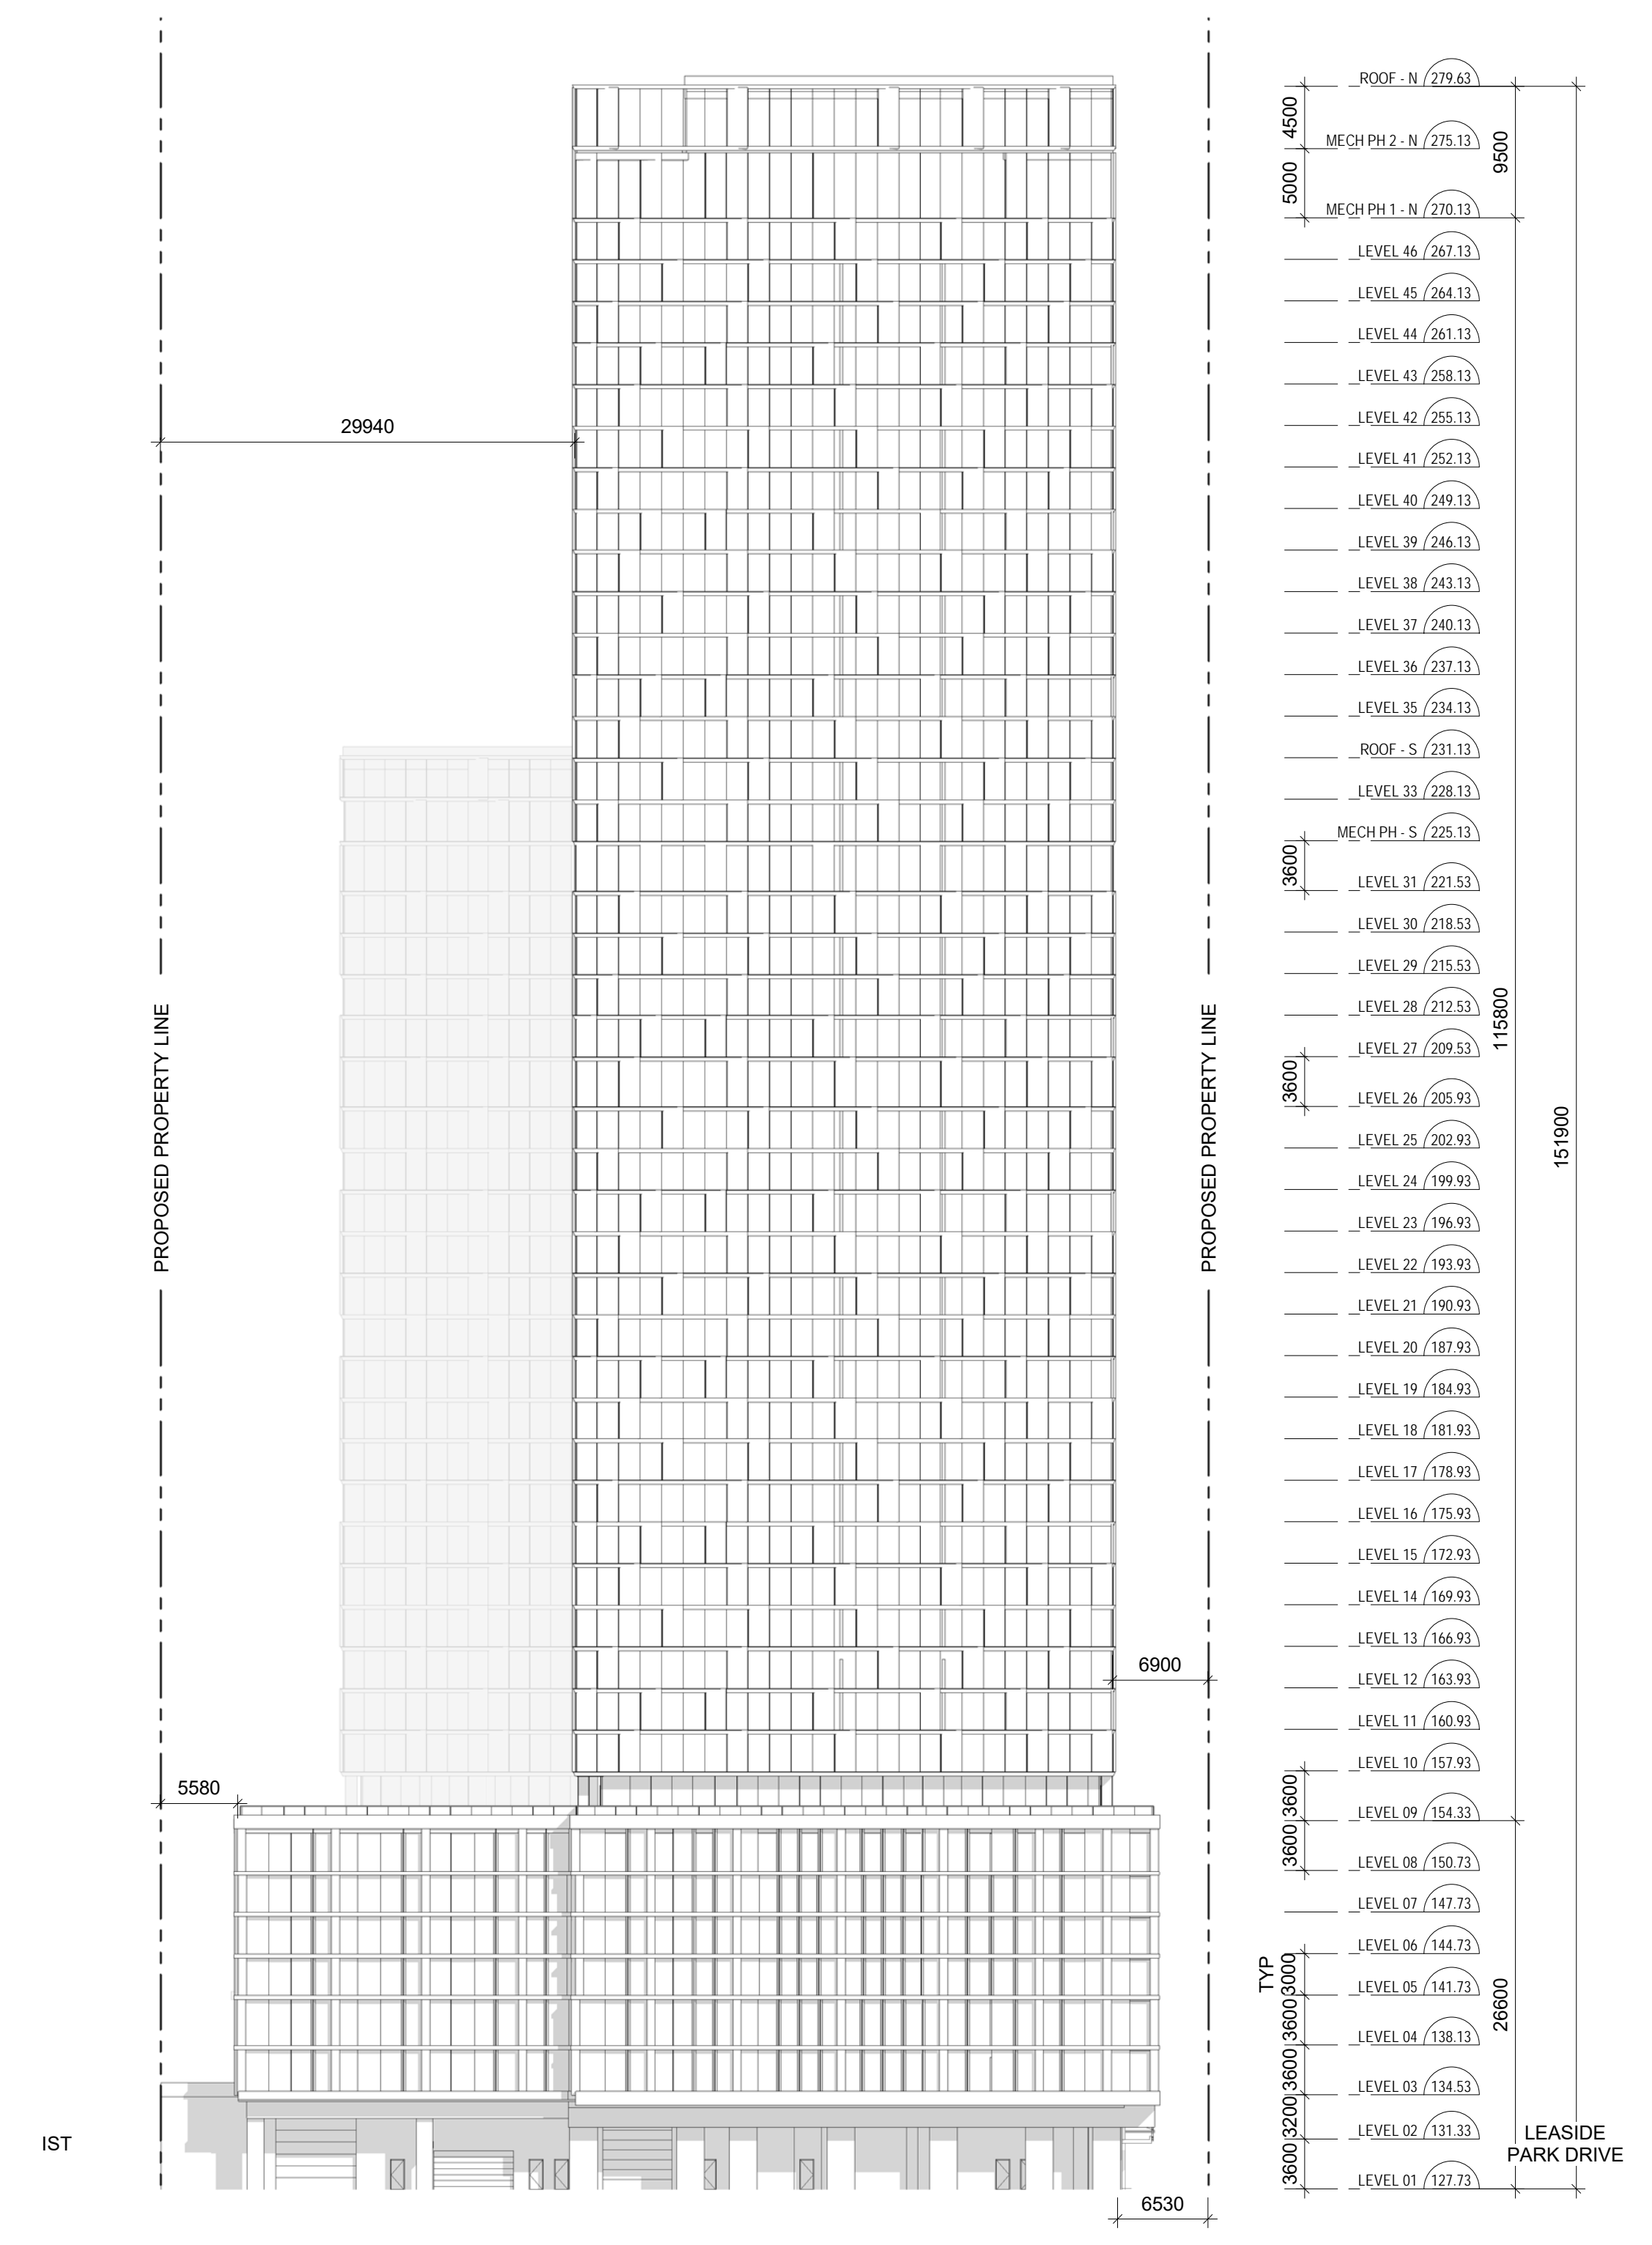 ROOF - N 279.63
4500
MECH PH 2 - N 275.13
9500
5000
MECH PH 1 - N 270.13
LEVEL 46 267.13
LEVEL 45 264.13
LEVEL 44 261.13
LEVEL 43 258.13
LEVEL 42 255.13
29940
LEVEL 41 252.13
LEVEL 40 249.13
LEVEL 39 246.13
LEVEL 38 243.13
LEVEL 37 240.13
LEVEL 36 237.13
LEVEL 35 234.13
ROOF - S 231.13
LEVEL 33 228.13
MECH PH - S 225.13
3600
LEVEL 31 221.53
LEVEL 30 218.53
LEVEL 29 215.53
LEVEL 28 212.53
115800
LEVEL 27 209.53
3600
LEVEL 26 205.93
PROPOSED PROPERTY LINE
PROPOSED PROPERTY LINE
LEVEL 25 202.93
151900
LEVEL 24 199.93
LEVEL 23 196.93
LEVEL 22 193.93
LEVEL 21 190.93
LEVEL 20 187.93
LEVEL 19 184.93
LEVEL 18 181.93
LEVEL 17 178.93
LEVEL 16 175.93
LEVEL 15 172.93
LEVEL 14 169.93
LEVEL 13 166.93
6900
LEVEL 12 163.93
LEVEL 11 160.93
LEVEL 10 157.93
5580
3600
LEVEL 09 154.33
3600
LEVEL 08 150.73
LEVEL 07 147.73
LEVEL 06 144.73
TYP
3000
LEVEL 05 141.73
26600
3600
LEVEL 04 138.13
3600
LEVEL 03 134.53
3200
LEVEL 02 131.33
IST
LEASIDE
PARK DRIVE
3600
LEVEL 01 127.73
6530